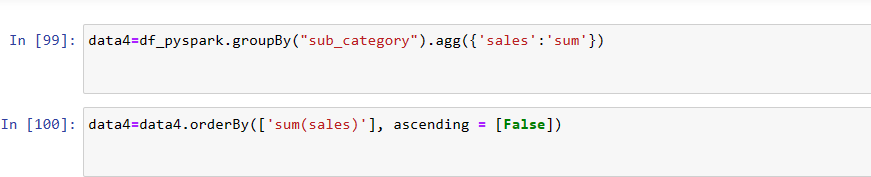 In [99]: data4=df_pyspark.groupBy("sub_category").agg({'sales':'sum'})
In [100]: data4=data4.orderBy(['sum(sales)'], ascending = [False])